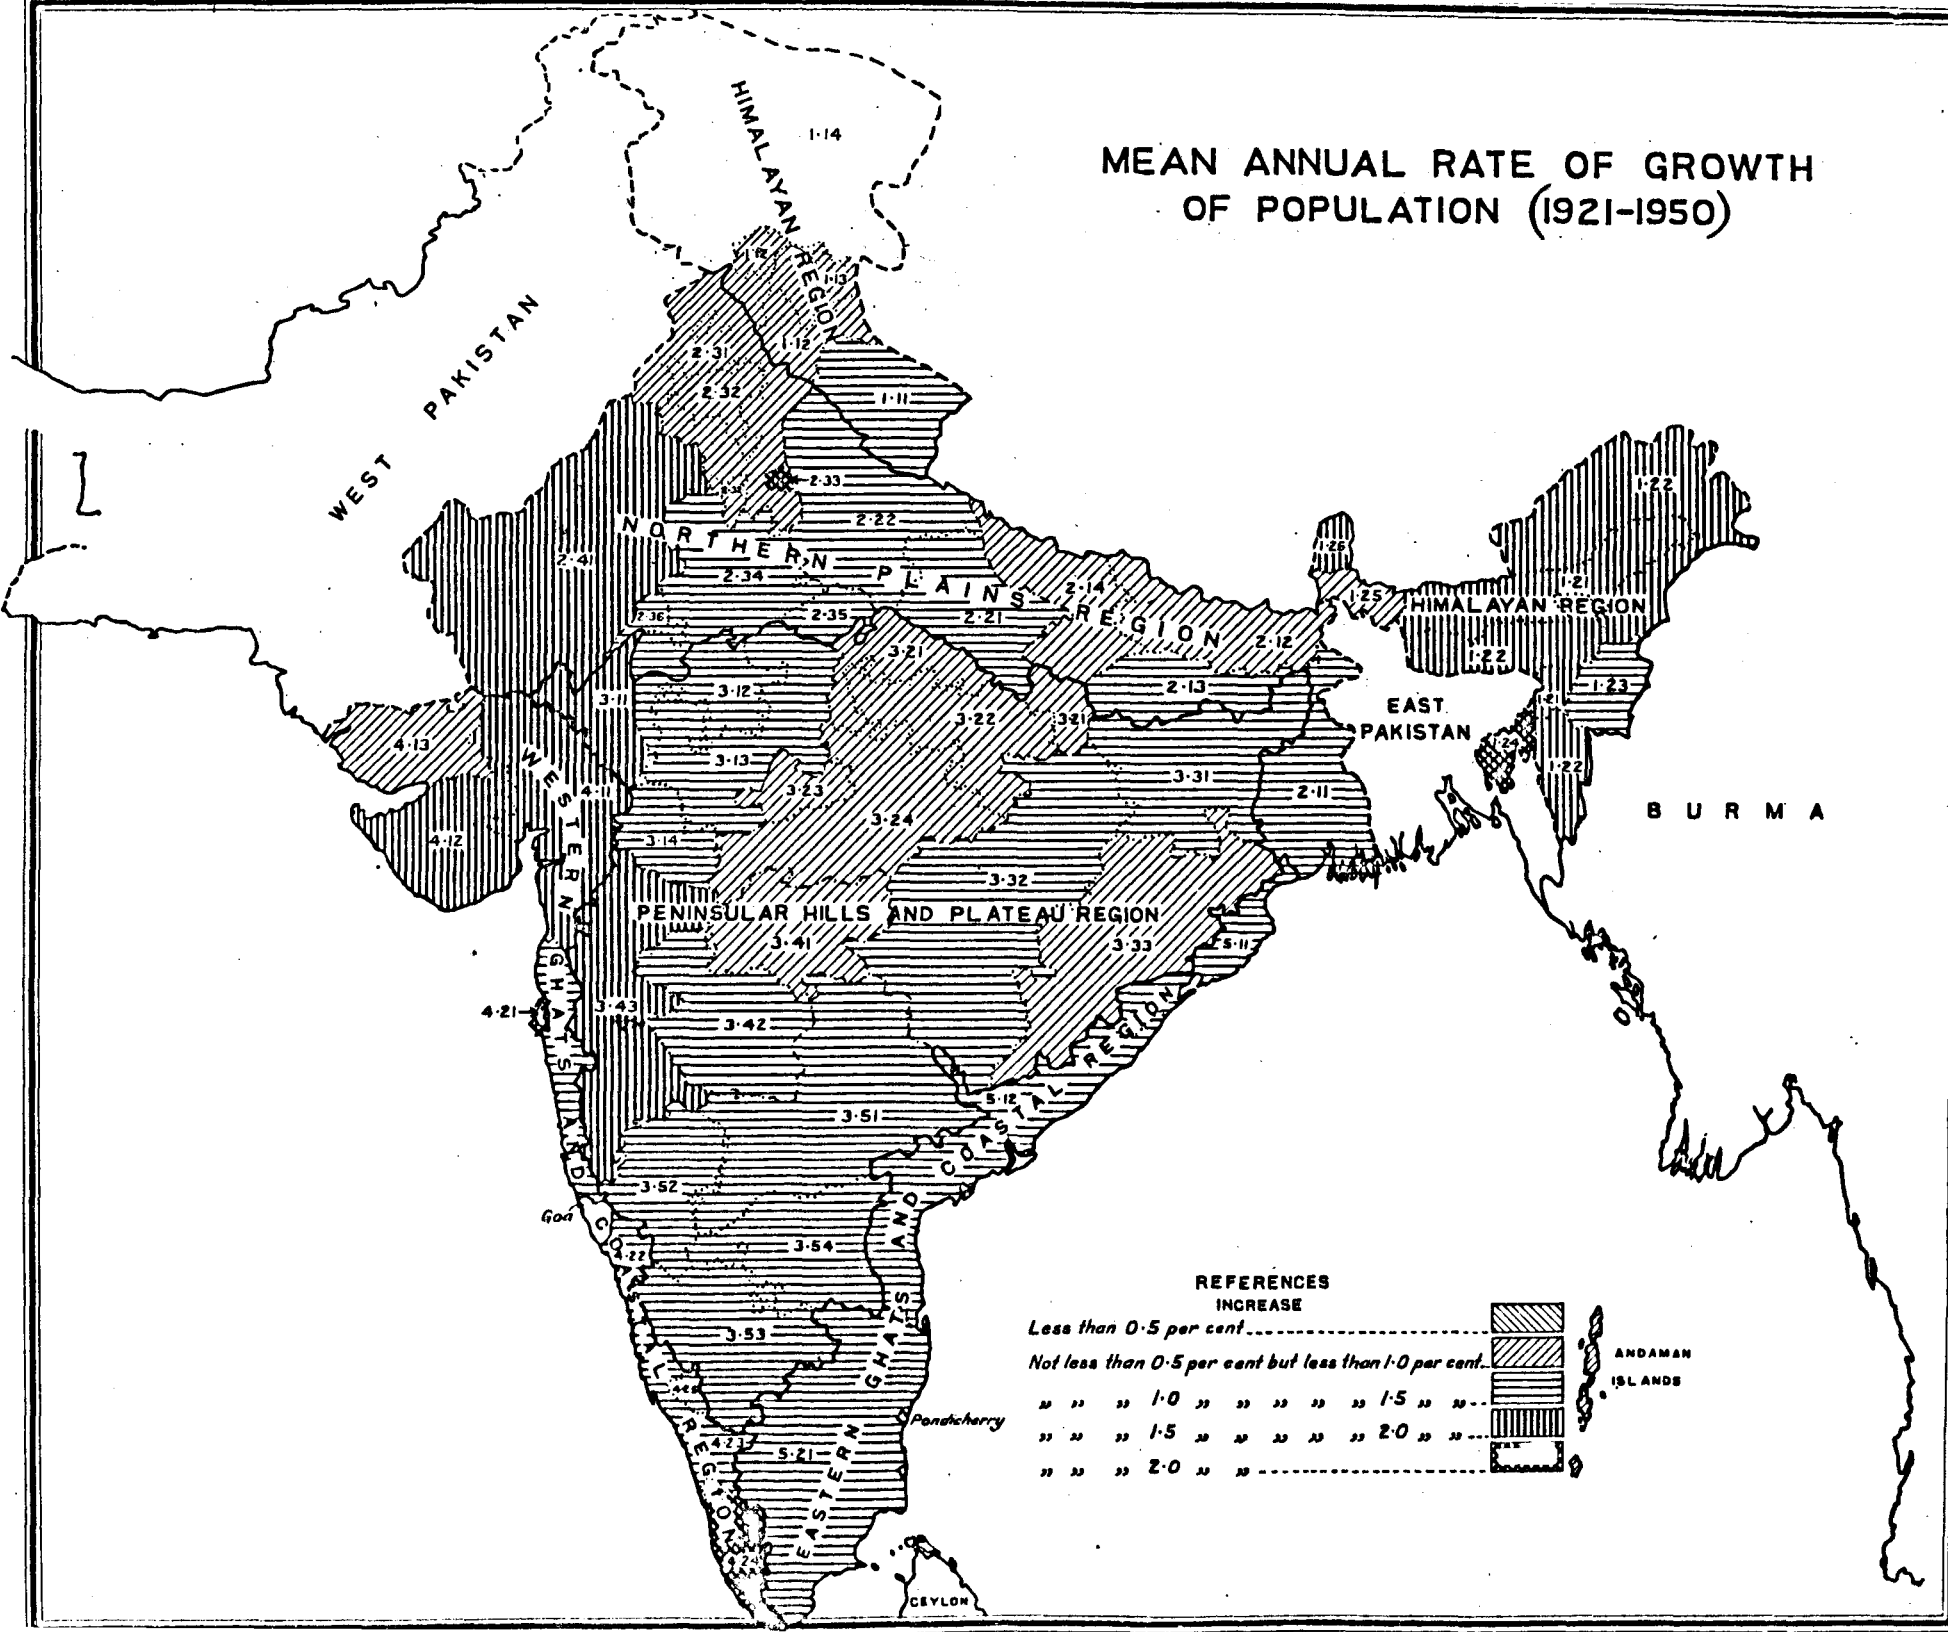 MEAN ANNUAL RATE OF GROWTH
OF POPULATION (1921-1950)
HIMALAYAN REGION
1·14
1·12
1·13
1·12
1·11
WEST PAKISTAN
2·31
2·32
2·33
2·22
NORTHERN PLAINS REGION
2·41
2·34
2·35
2·36
2·21
2·14
2·12
2·13
1·26
1·25
1·22
1·21
HIMALAYAN REGION
1·22
1·23
1·21
1·24
1·22
EAST
PAKISTAN
BURMA
3·21
3·11
3·12
3·22
3·21
4·13
3·13
3·31
3·23
4·11
2·11
3·24
4·12
3·14
3·32
PENINSULAR HILLS AND PLATEAU REGION
3·41
3·33
5·11
4·21
3·43
3·42
5·12
3·51
3·52
WESTERN GHATS AND COASTAL REGION
EASTERN GHATS AND COASTAL REGION
Goa
4·22
3·54
3·53
Pondicherry
4·23
5·21
4·24
CEYLON
REFERENCES
INCREASE
Less than 0·5 per cent
Not less than 0·5 per cent but less than 1·0 per cent
„ „ „ 1·0 „ „ „ „ „ 1·5 „ „
„ „ „ 1·5 „ „ „ „ „ 2·0 „ „
„ „ „ 2·0 „ „
ANDAMAN
ISLANDS